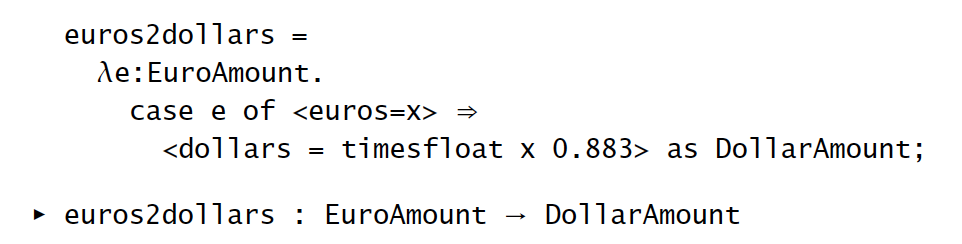 euros2dollars =
λe:EuroAmount.
case e of <euros=x> ⇒
<dollars = timesfloat x 0.883> as DollarAmount;
▸ euros2dollars : EuroAmount → DollarAmount